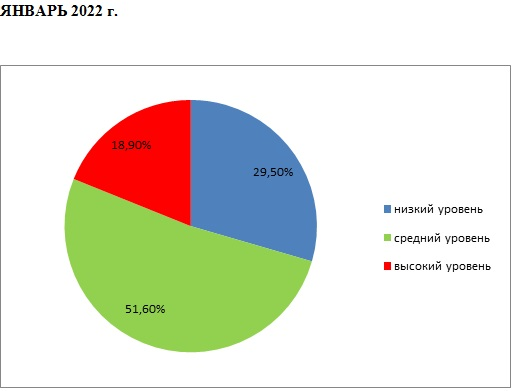 ЯНВАРЬ 2022 г.
18,90%
29,50%
51,60%
низкий уровень
средний уровень
высокий уровень